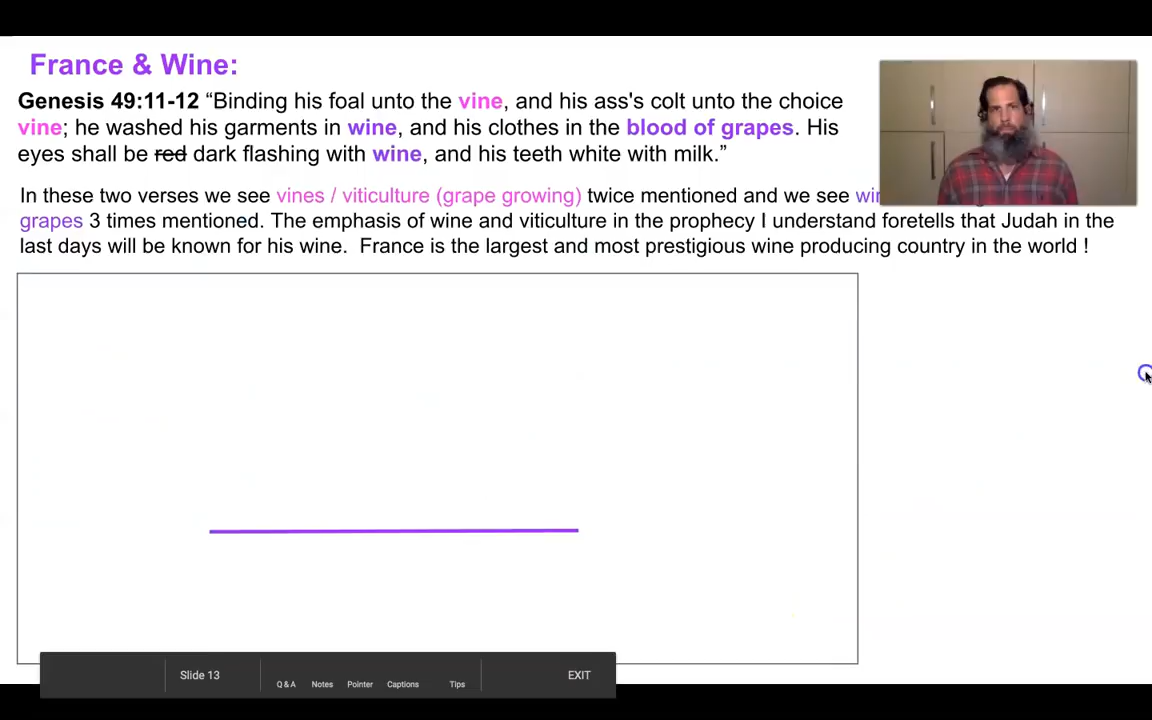 France & Wine:
Genesis 49:11-12 “Binding his foal unto the vine, and his ass's colt unto the choice
vine; he washed his garments in wine, and his clothes in the blood of grapes. His
eyes shall be red dark flashing with wine, and his teeth white with milk.”
In these two verses we see vines / viticulture (grape growing) twice mentioned and we see
grapes 3 times mentioned. The emphasis of wine and viticulture in the prophecy I understand foretells that Judah in the
last days will be known for his wine. France is the largest and most prestigious wine producing country in the world !
Slide 13
Q & A Notes Pointer Captions Tips
EXIT